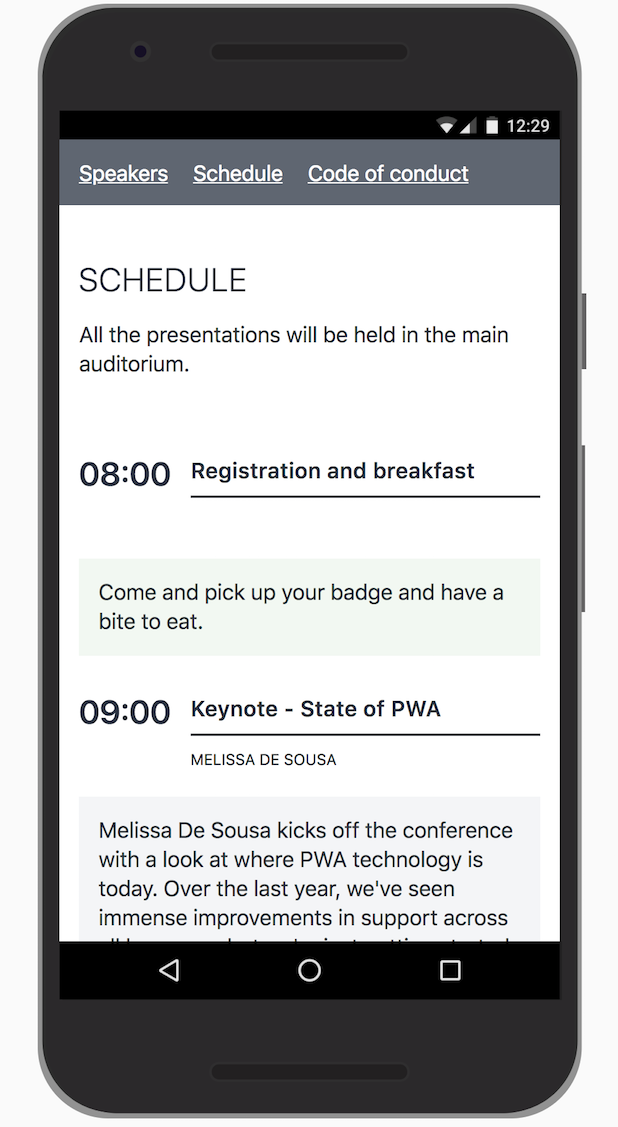 12:29
Speakers Schedule Code of conduct
SCHEDULE
All the presentations will be held in the main
auditorium.
08:00 Registration and breakfast
Come and pick up your badge and have a
bite to eat.
09:00 Keynote - State of PWA
MELISSA DE SOUSA
Melissa De Sousa kicks off the conference
with a look at where PWA technology is
today. Over the last year, we've seen
immense improvements in support across